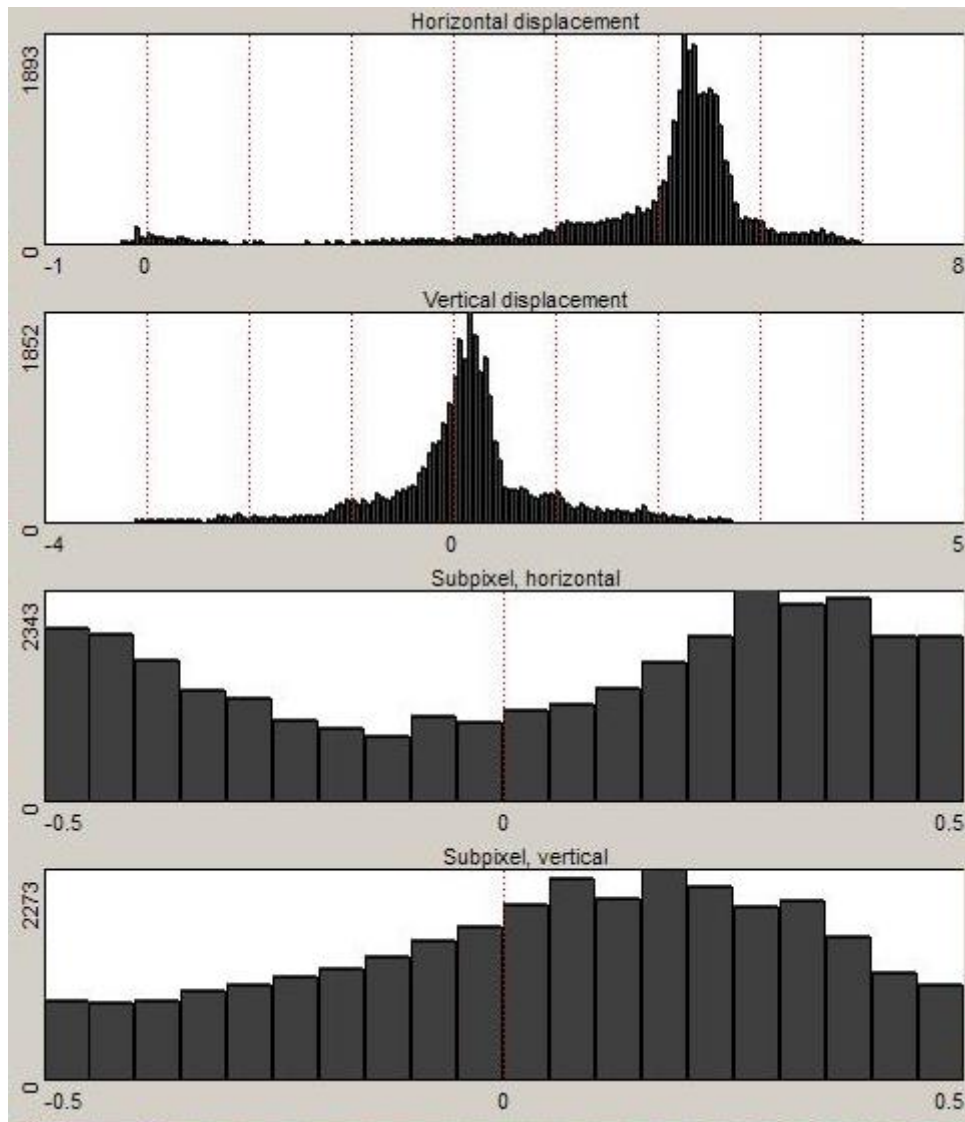 Horizontal displacement
1893
0
-1 0 8
Vertical displacement
1852
0
-4 0 5
Subpixel, horizontal
2343
0
-0.5 0 0.5
Subpixel, vertical
2273
0
-0.5 0 0.5